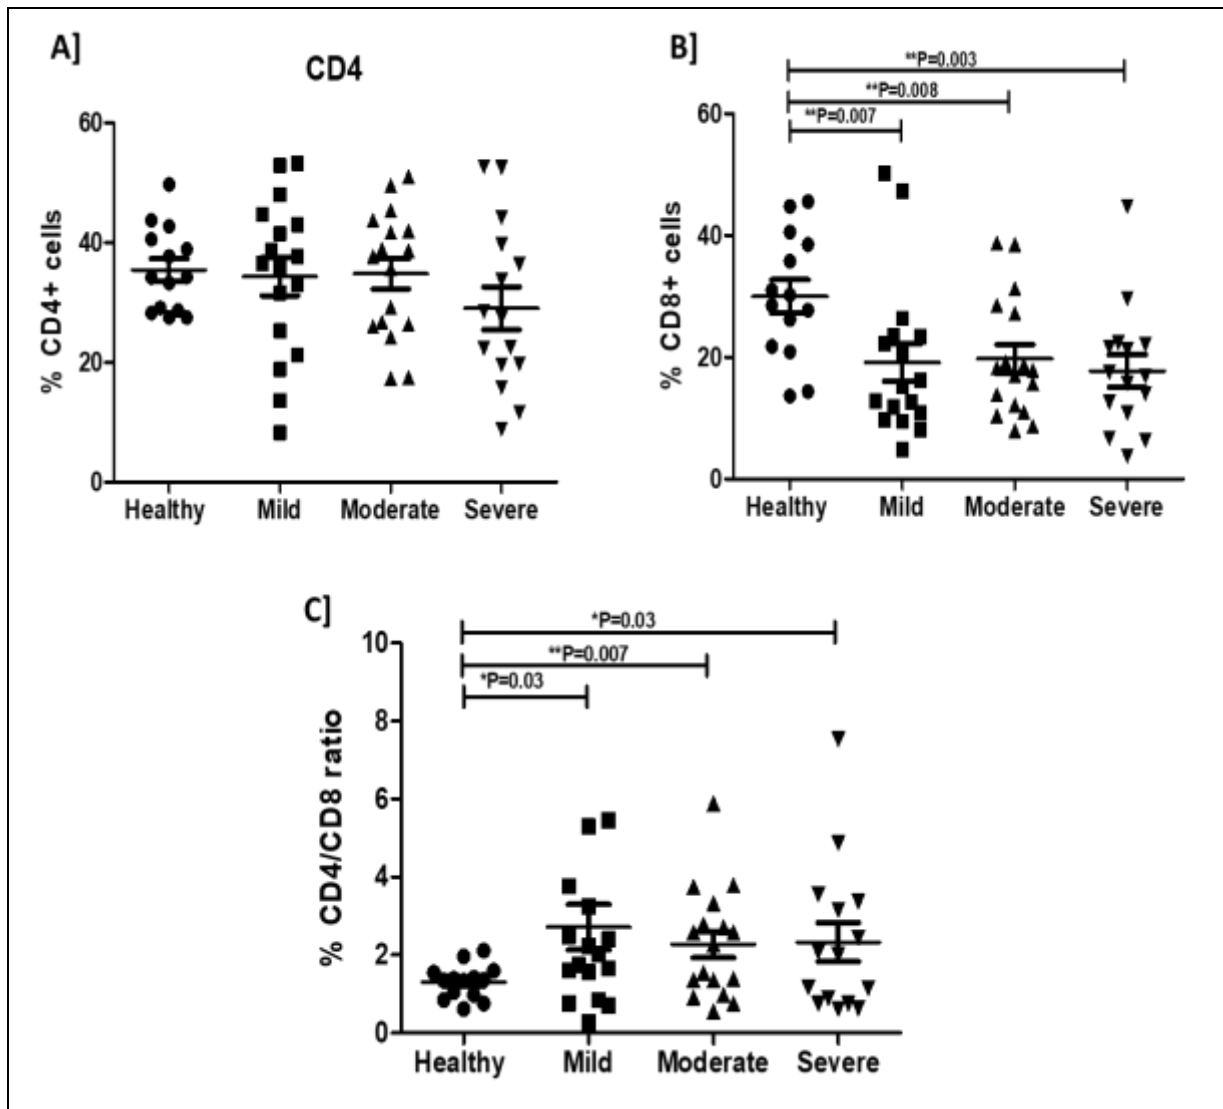 A]
CD4
% CD4+ cells
60
40
20
0
Healthy Mild Moderate Severe
B]
**P=0.003
**P=0.008
**P=0.007
% CD8+ cells
60
40
20
0
Healthy Mild Moderate Severe
C]
*P=0.03
**P=0.007
*P=0.03
% CD4/CD8 ratio
10
8
6
4
2
0
Healthy Mild Moderate Severe